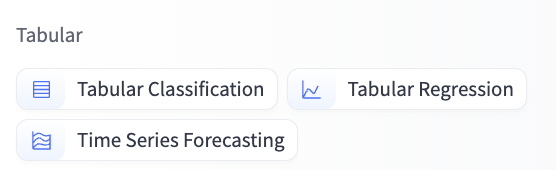 Tabular
Tabular Classification
Tabular Regression
Time Series Forecasting